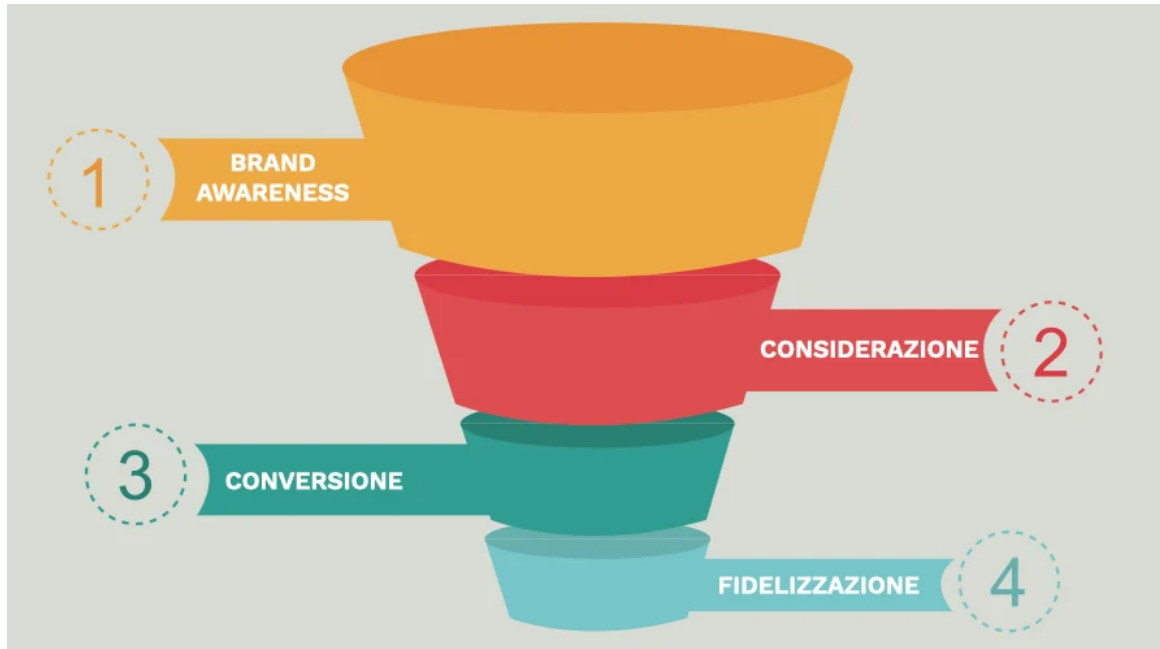 1
BRAND
AWARENESS
CONSIDERAZIONE
2
3
CONVERSIONE
FIDELIZZAZIONE
4